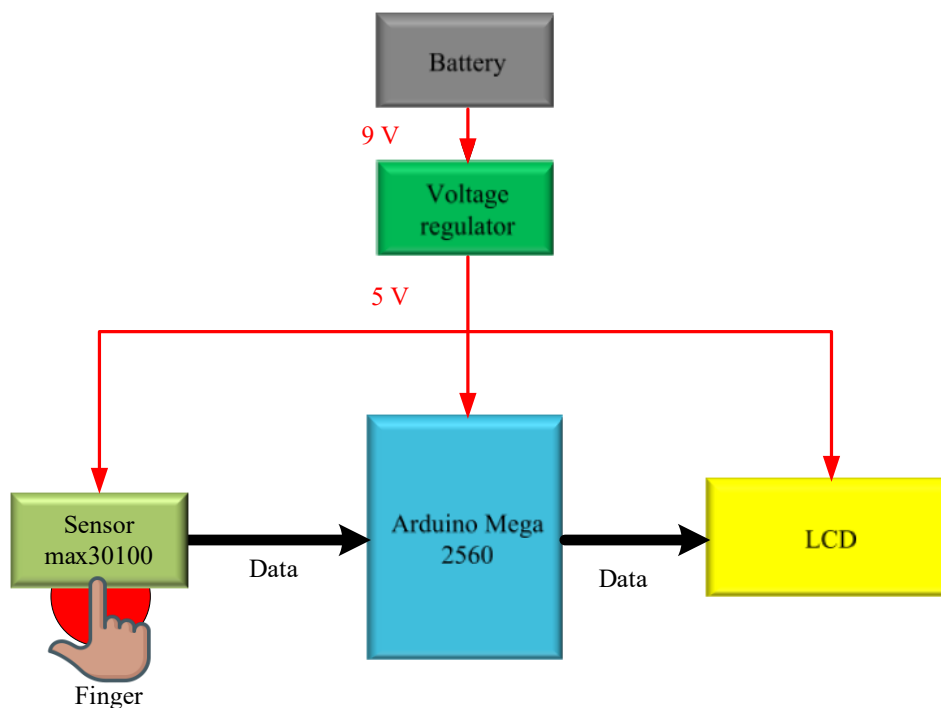 Battery
9 V
Voltage
regulator
5 V
Sensor
max30100
Data
Arduino Mega
2560
Data
LCD
Finger